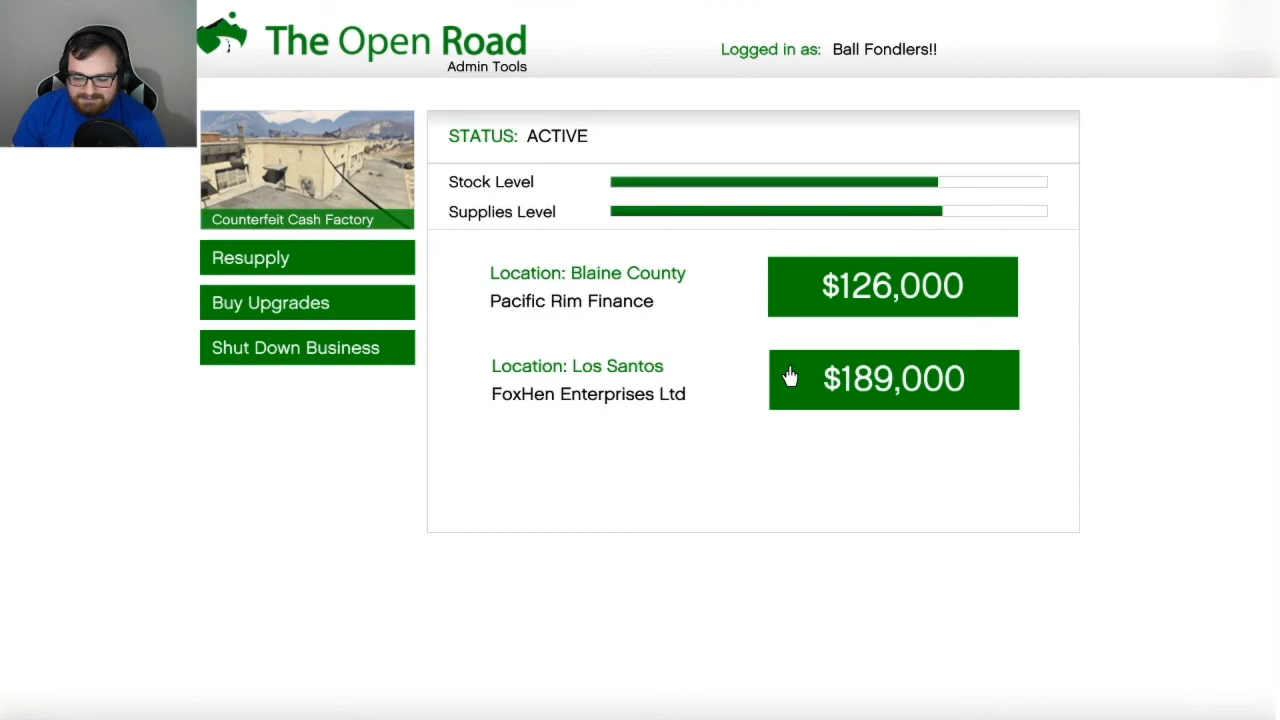 The Open Road
Admin Tools
Logged in as: Ball Fondlers!!
Counterfeit Cash Factory
Resupply
Buy Upgrades
Shut Down Business
STATUS: ACTIVE
Stock Level
Supplies Level
Location: Blaine County
Pacific Rim Finance
$126,000
Location: Los Santos
FoxHen Enterprises Ltd
$189,000